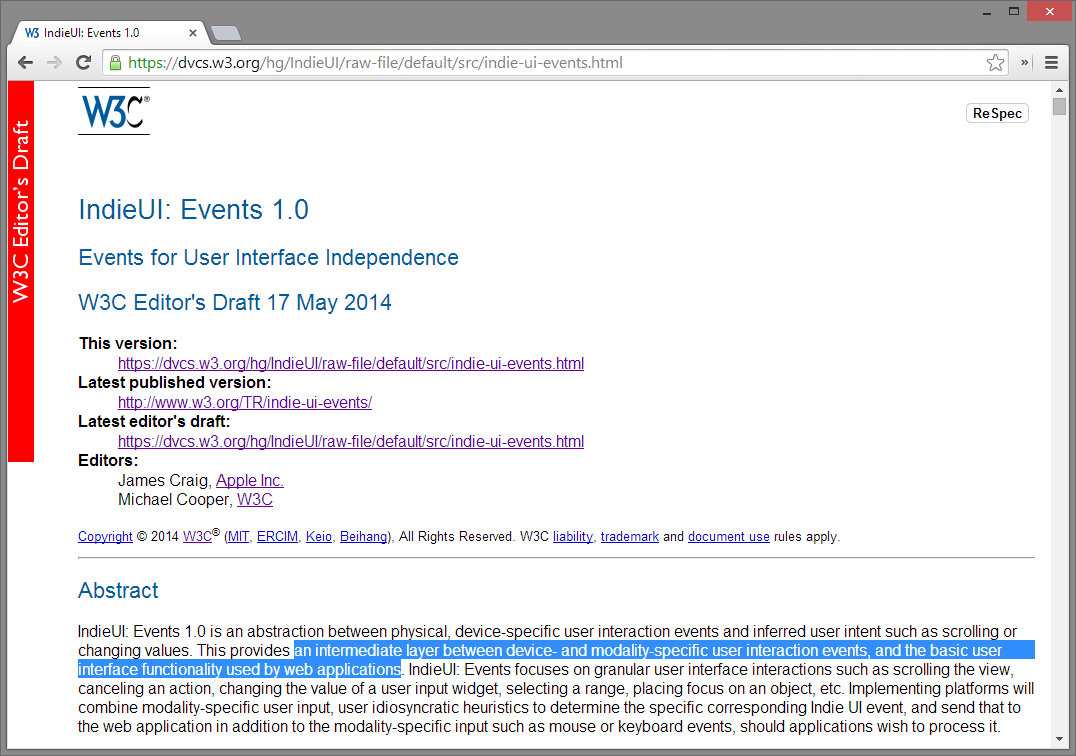 W3 IndieUI: Events 1.0
https://dvcs.w3.org/hg/IndieUI/raw-file/default/src/indie-ui-events.html
W3C Editor's Draft
W3C®
ReSpec
IndieUI: Events 1.0
Events for User Interface Independence
W3C Editor's Draft 17 May 2014
This version:
https://dvcs.w3.org/hg/IndieUI/raw-file/default/src/indie-ui-events.html
Latest published version:
http://www.w3.org/TR/indie-ui-events/
Latest editor's draft:
https://dvcs.w3.org/hg/IndieUI/raw-file/default/src/indie-ui-events.html
Editors:
James Craig, Apple Inc.
Michael Cooper, W3C
Copyright © 2014 W3C® (MIT, ERCIM, Keio, Beihang), All Rights Reserved. W3C liability, trademark and document use rules apply.
Abstract
IndieUI: Events 1.0 is an abstraction between physical, device-specific user interaction events and inferred user intent such as scrolling or
changing values. This provides an intermediate layer between device- and modality-specific user interaction events, and the basic user
interface functionality used by web applications. IndieUI: Events focuses on granular user interface interactions such as scrolling the view,
canceling an action, changing the value of a user input widget, selecting a range, placing focus on an object, etc. Implementing platforms will
combine modality-specific user input, user idiosyncratic heuristics to determine the specific corresponding Indie UI event, and send that to
the web application in addition to the modality-specific input such as mouse or keyboard events, should applications wish to process it.